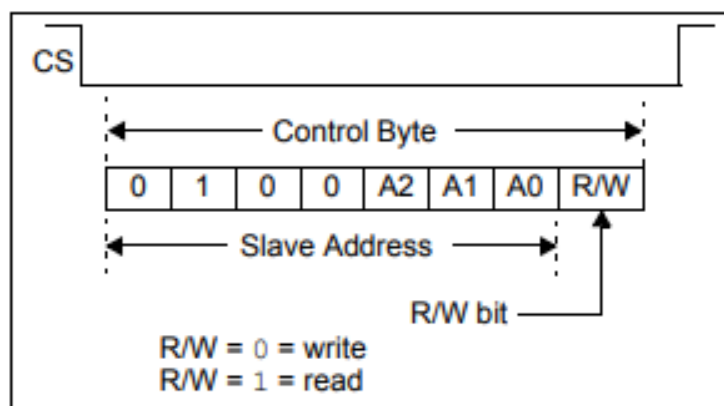 CS
Control Byte
0 1 0 0 A2 A1 A0 R/W
Slave Address
R/W bit
R/W = 0 = write
R/W = 1 = read